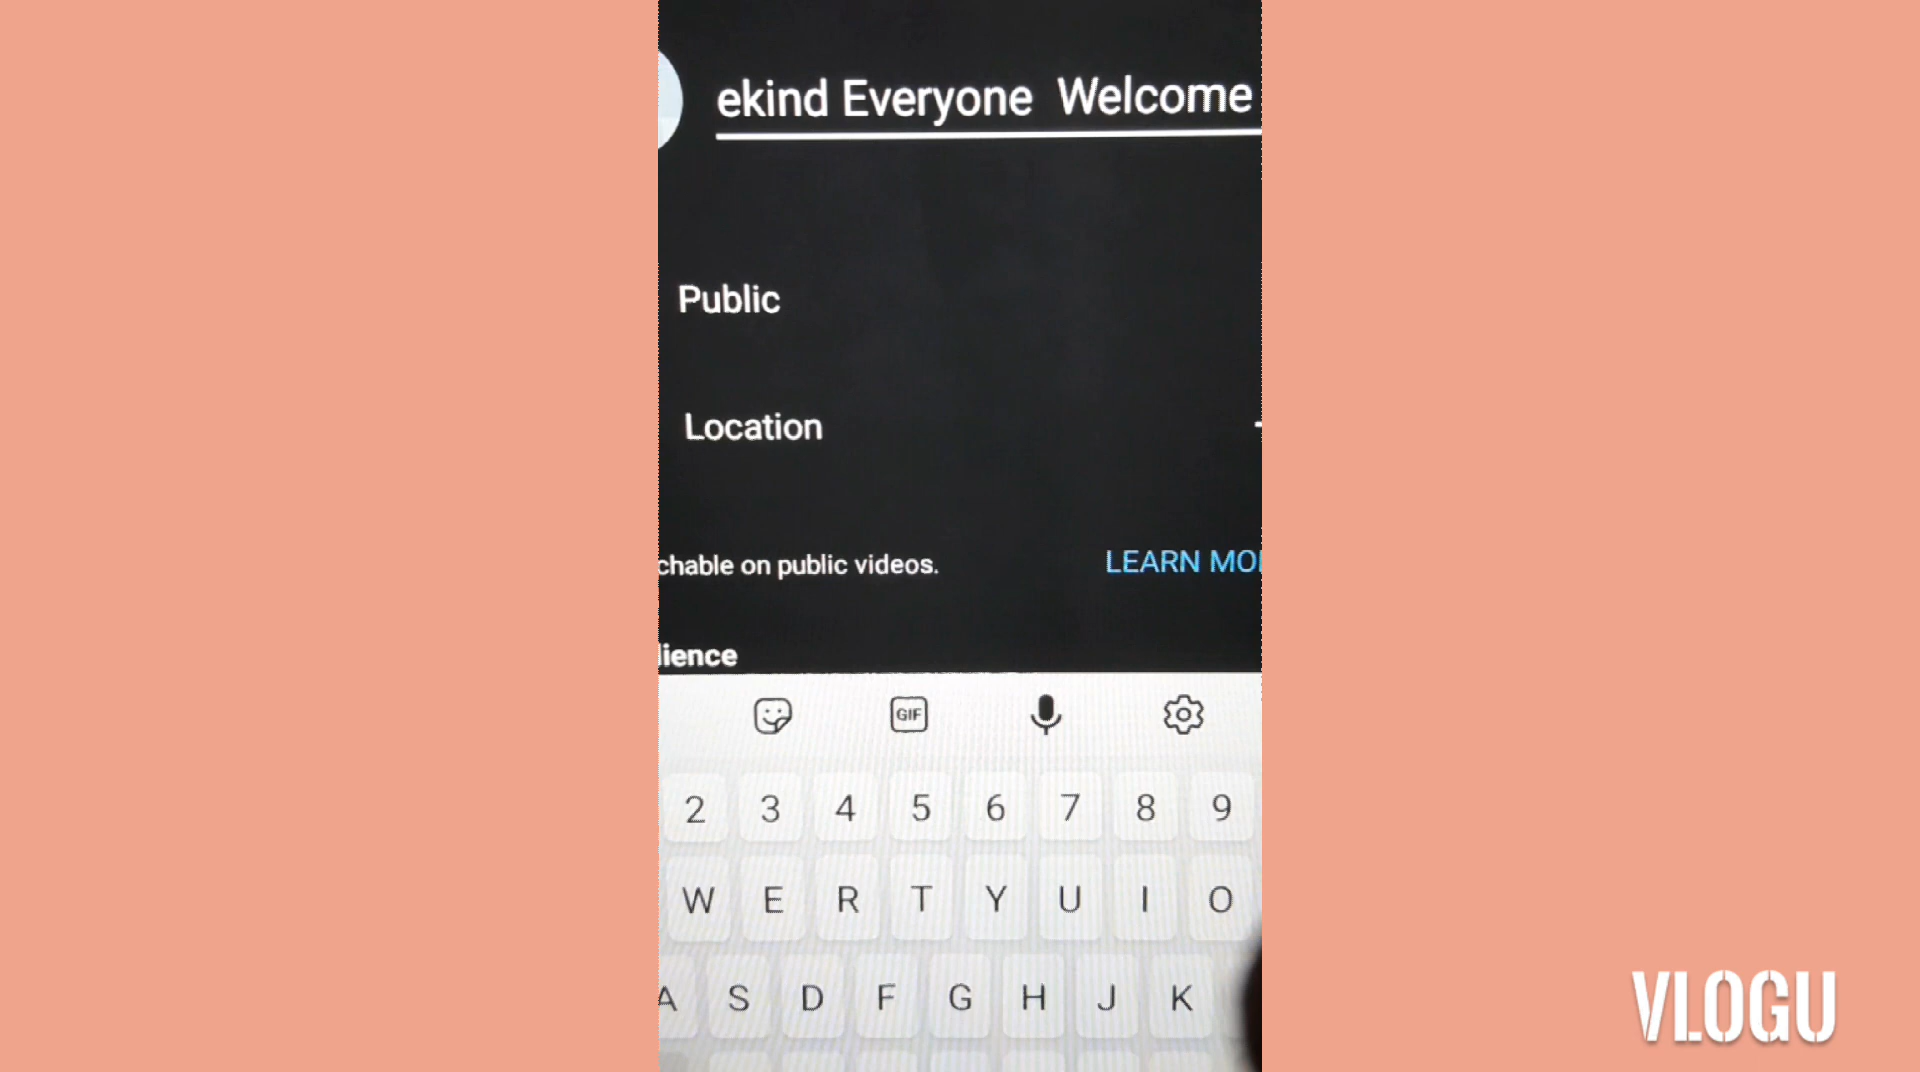 ekind Everyone Welcome
Public
Location
chable on public videos.
LEARN MO
lience
GIF
2 3 4 5 6 7 8 9
W E R T Y U I O
A S D F G H J K
VLOGU